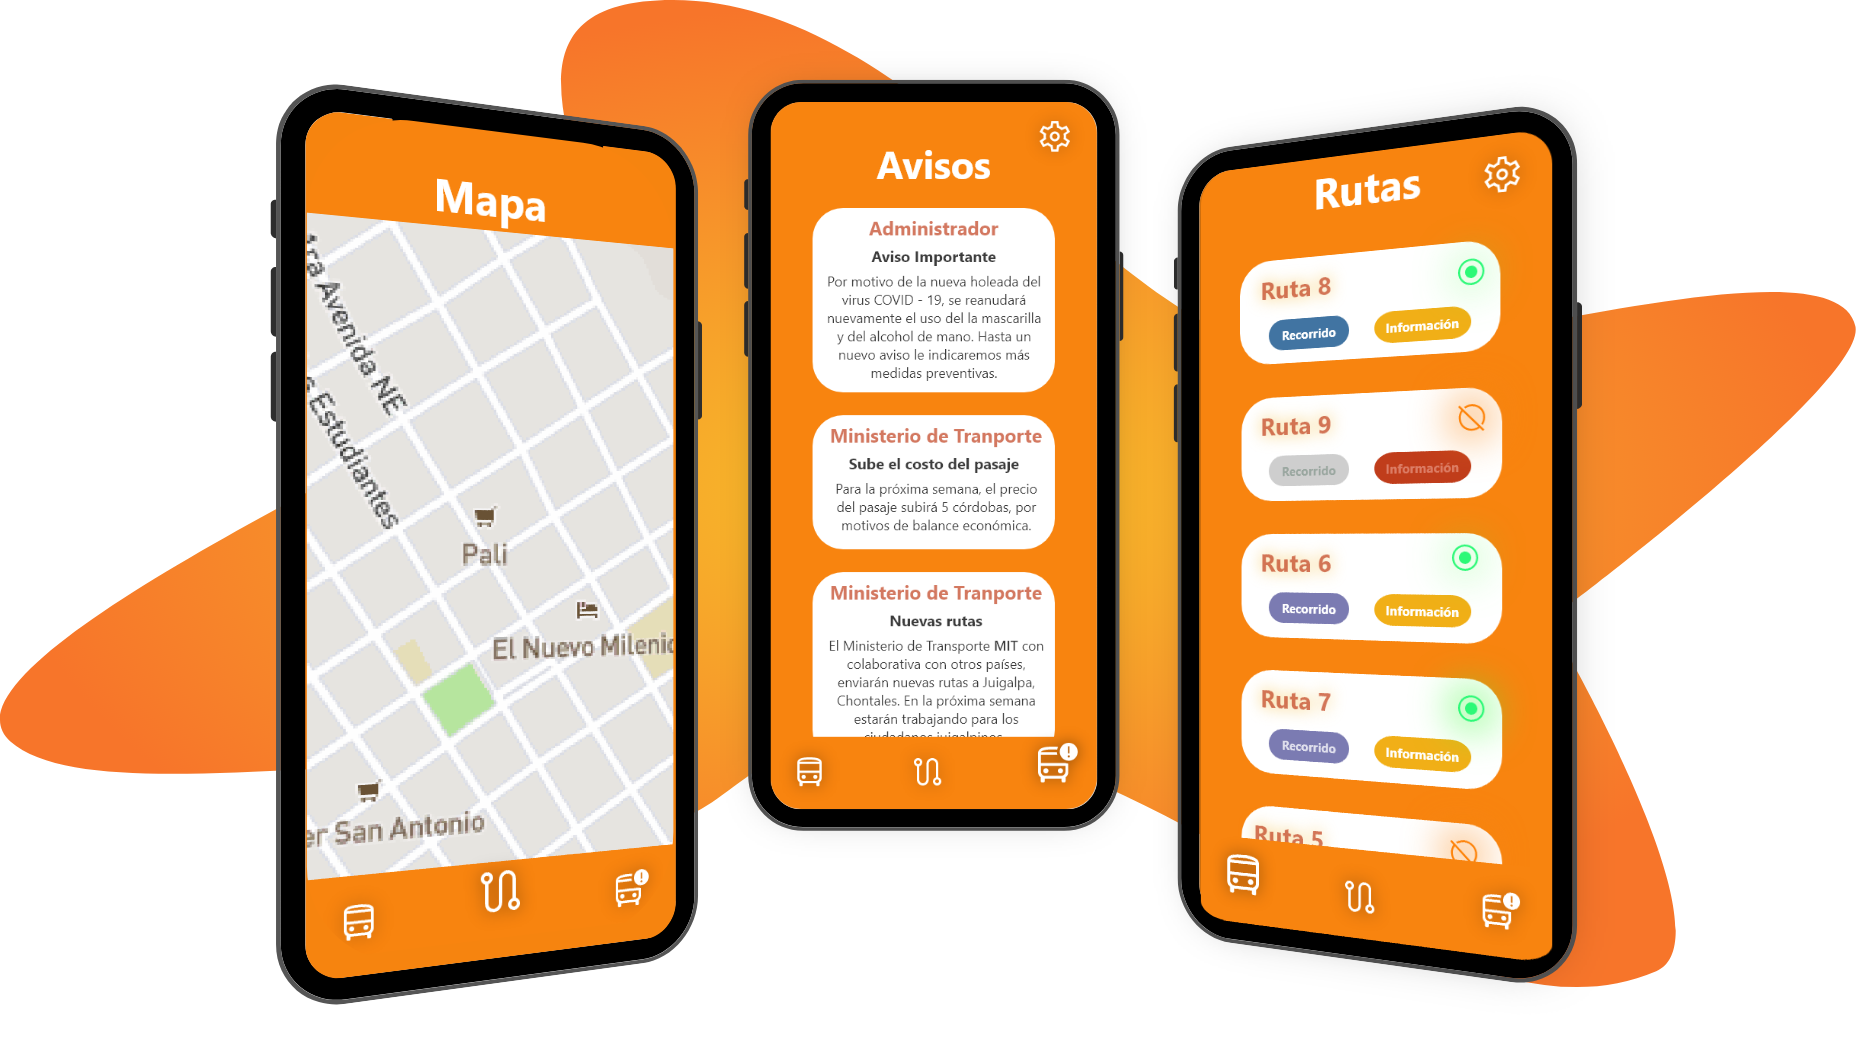 Mapa
ra Avenida NE
Estudiantes
Pali
El Nuevo Milenio
er San Antonio
Avisos
Administrador
Aviso Importante
Por motivo de la nueva holeada del
virus COVID - 19, se reanudará
nuevamente el uso del la mascarilla
y del alcohol de mano. Hasta un
nuevo aviso le indicaremos más
medidas preventivas.
Ministerio de Tranporte
Sube el costo del pasaje
Para la próxima semana, el precio
del pasaje subirá 5 córdobas, por
motivos de balance económica.
Ministerio de Tranporte
Nuevas rutas
El Ministerio de Transporte MIT con
colaborativa con otros países,
enviarán nuevas rutas a Juigalpa,
Chontales. En la próxima semana
estarán trabajando para los
ciudadanos juigalpinos
Rutas
Ruta 8
Recorrido Información
Ruta 9
Recorrido Información
Ruta 6
Recorrido Información
Ruta 7
Recorrido Información
Ruta 5